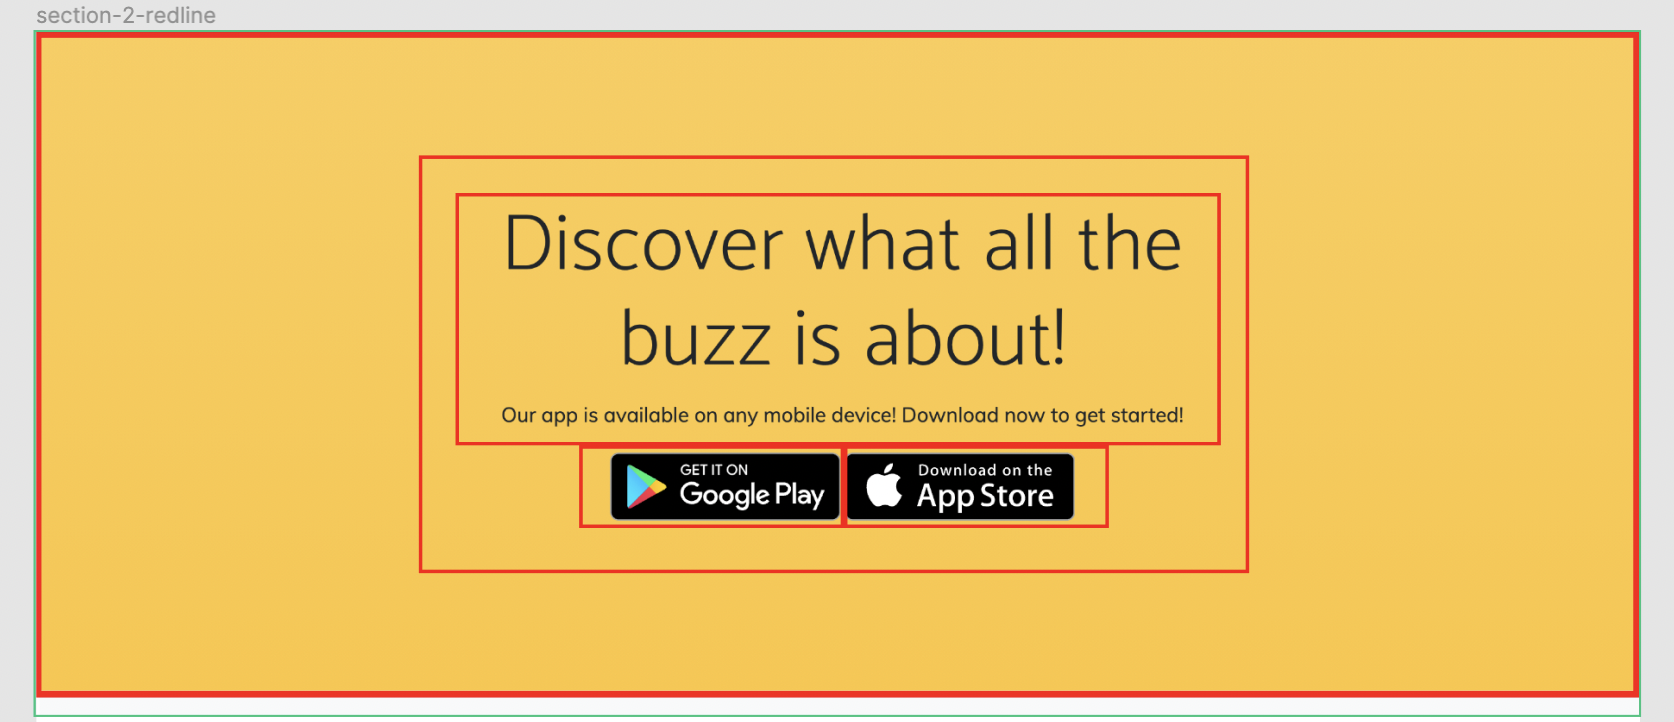 section-2-redline
Discover what all the
buzz is about!
Our app is available on any mobile device! Download now to get started!
GET IT ON
Google Play
Download on the
App Store